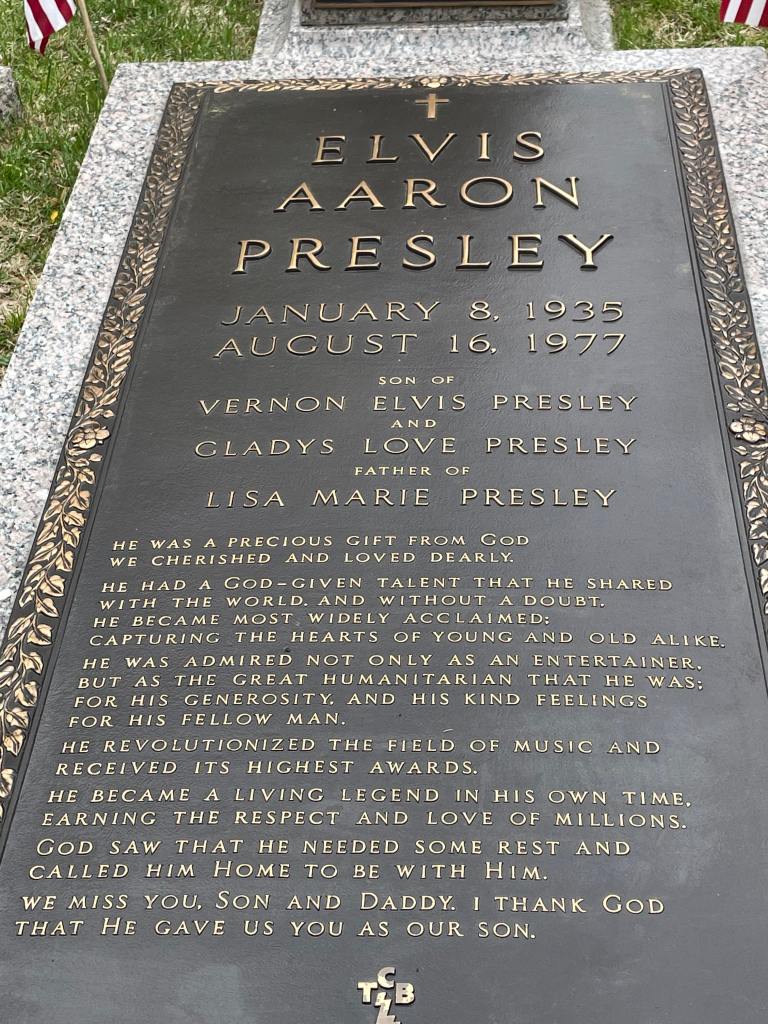 ELVIS
AARON
PRESLEY
JANUARY 8, 1935
AUGUST 16, 1977
SON OF
VERNON ELVIS PRESLEY
AND
GLADYS LOVE PRESLEY
FATHER OF
LISA MARIE PRESLEY
HE WAS A PRECIOUS GIFT FROM GOD
WE CHERISHED AND LOVED DEARLY.
HE HAD A GOD-GIVEN TALENT THAT HE SHARED
WITH THE WORLD. AND WITHOUT A DOUBT,
HE BECAME MOST WIDELY ACCLAIMED;
CAPTURING THE HEARTS OF YOUNG AND OLD ALIKE.
HE WAS ADMIRED NOT ONLY AS AN ENTERTAINER,
BUT AS THE GREAT HUMANITARIAN THAT HE WAS;
FOR HIS GENEROSITY, AND HIS KIND FEELINGS
FOR HIS FELLOW MAN.
HE REVOLUTIONIZED THE FIELD OF MUSIC AND
RECEIVED ITS HIGHEST AWARDS.
HE BECAME A LIVING LEGEND IN HIS OWN TIME,
EARNING THE RESPECT AND LOVE OF MILLIONS.
GOD SAW THAT HE NEEDED SOME REST AND
CALLED HIM HOME TO BE WITH HIM.
WE MISS YOU, SON AND DADDY. I THANK GOD
THAT HE GAVE US YOU AS OUR SON.
TCB